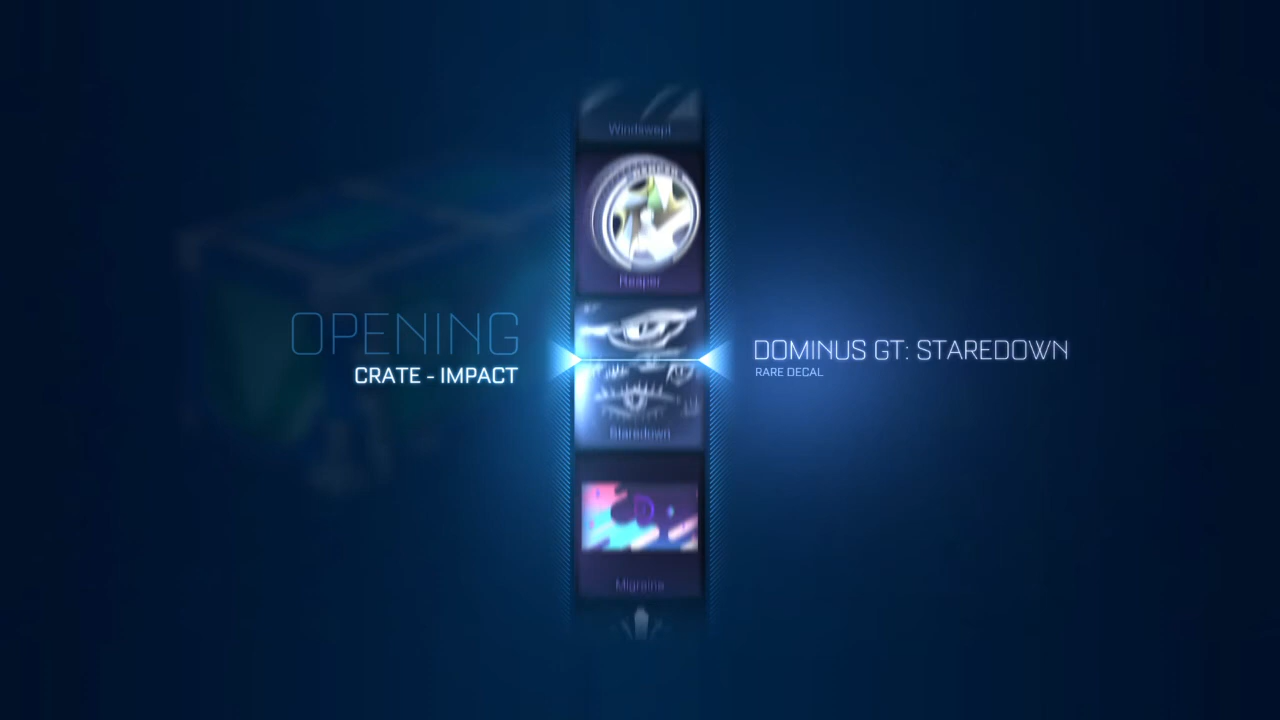 Windswept
Reaper
OPENING
CRATE - IMPACT
DOMINUS GT: STAREDOWN
RARE DECAL
Staredown
Migraine